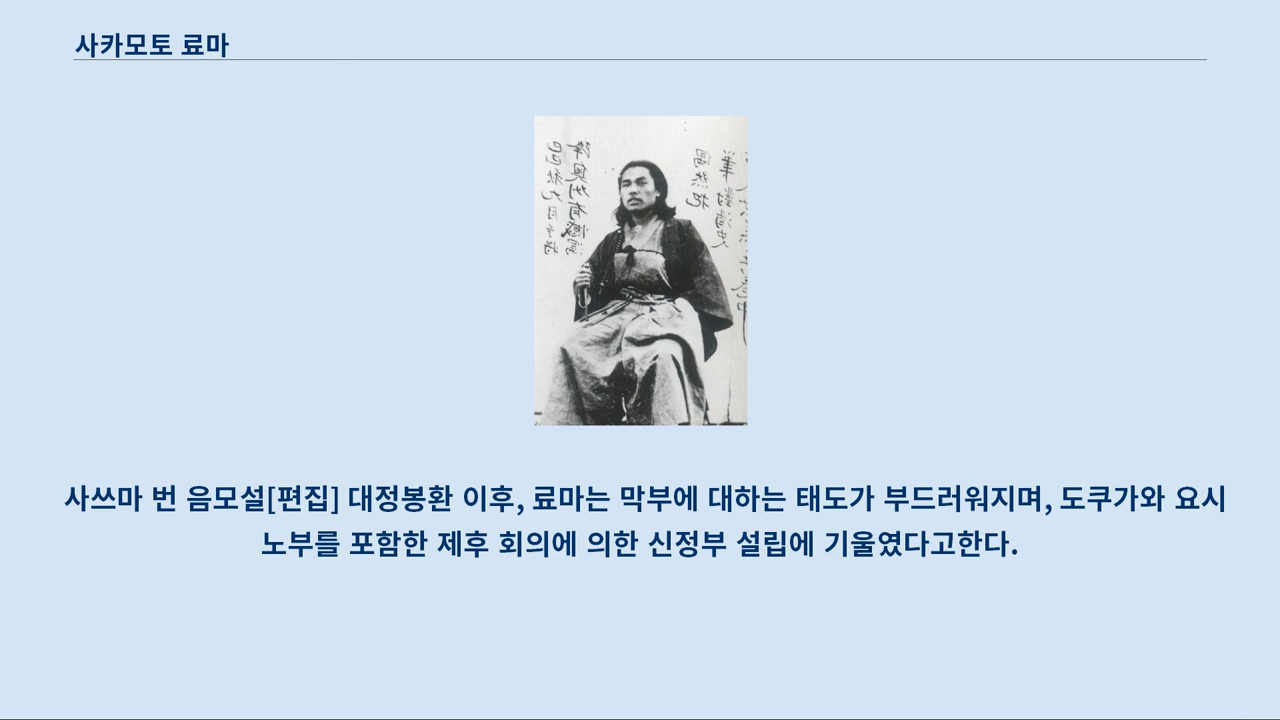 사카모토 료마
사쓰마 번 음모설[편집] 대정봉환 이후, 료마는 막부에 대하는 태도가 부드러워지며, 도쿠가와 요시
노부를 포함한 제후 회의에 의한 신정부 설립에 기울였다고한다.